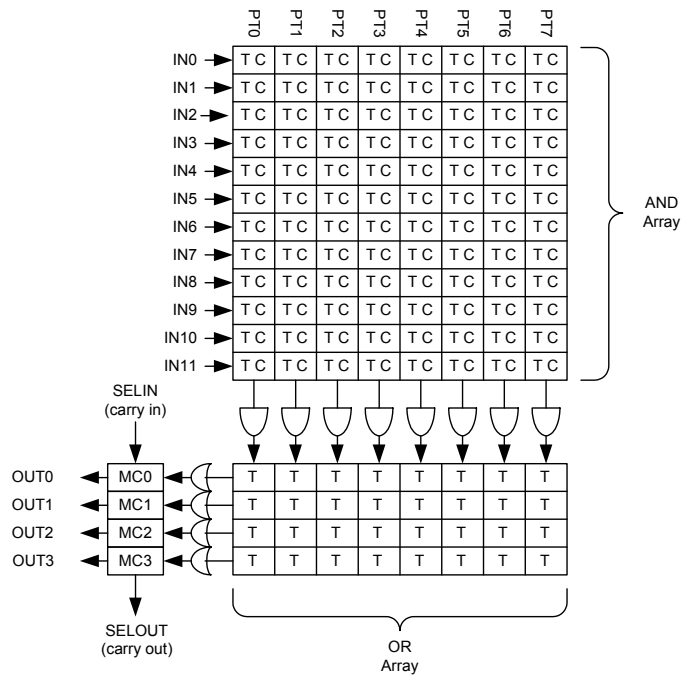 PT0 PT1 PT2 PT3 PT4 PT5 PT6 PT7
IN0 T C T C T C T C T C T C T C T C
IN1 T C T C T C T C T C T C T C T C
IN2 T C T C T C T C T C T C T C T C
IN3 T C T C T C T C T C T C T C T C
IN4 T C T C T C T C T C T C T C T C
IN5 T C T C T C T C T C T C T C T C
IN6 T C T C T C T C T C T C T C T C
IN7 T C T C T C T C T C T C T C T C
IN8 T C T C T C T C T C T C T C T C
IN9 T C T C T C T C T C T C T C T C
IN10 T C T C T C T C T C T C T C T C
IN11 T C T C T C T C T C T C T C T C
AND
Array
SELIN
(carry in)
OUT0 MC0 T T T T T T T T
OUT1 MC1 T T T T T T T T
OUT2 MC2 T T T T T T T T
OUT3 MC3 T T T T T T T T
SELOUT
(carry out)
OR
Array